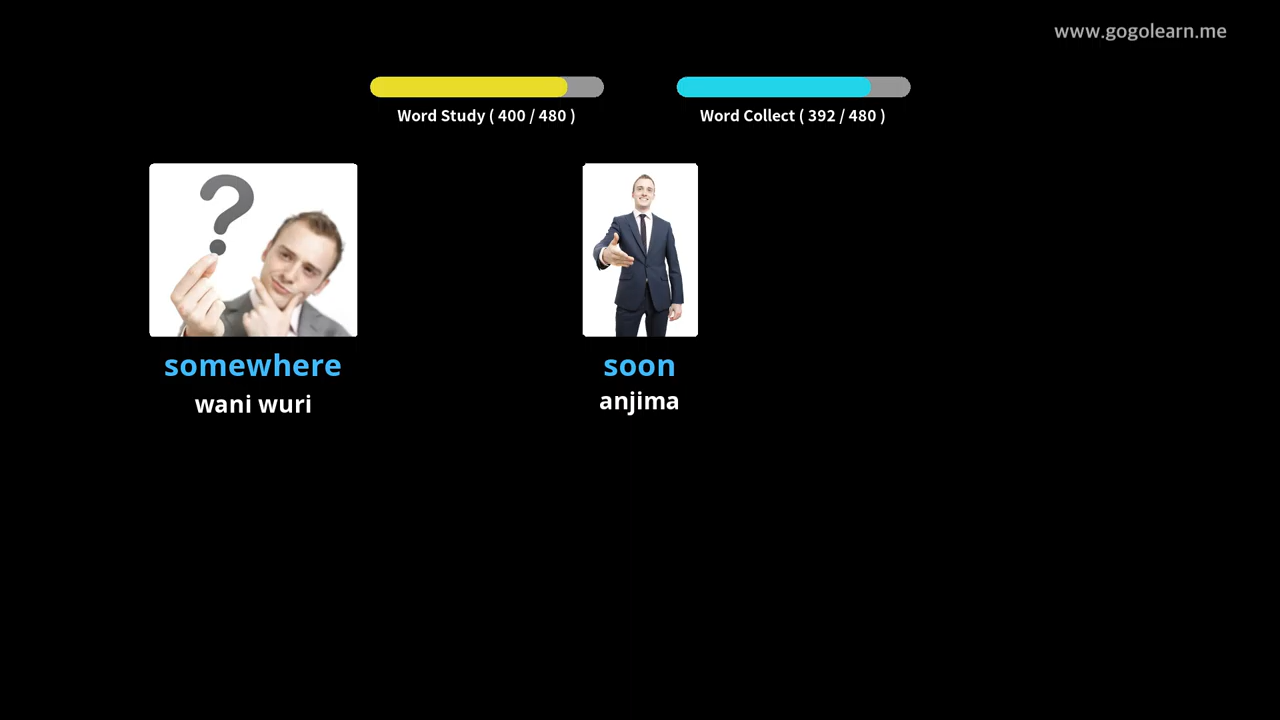 www.gogolearn.me
Word Study ( 400 / 480 )
Word Collect ( 392 / 480 )
somewhere
wani wuri
soon
anjima